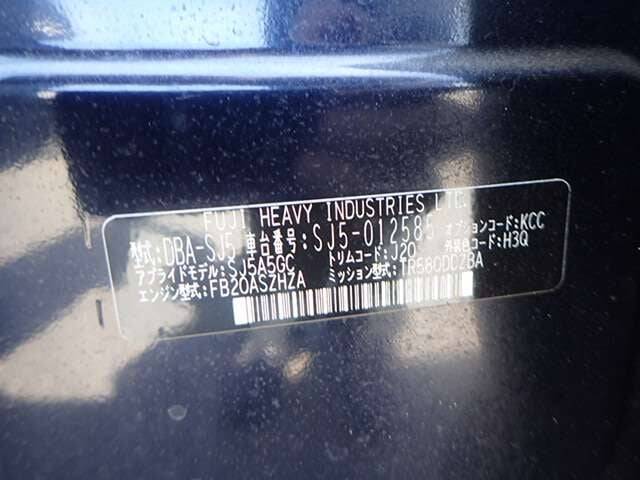 FUJI HEAVY INDUSTRIES LTD.
型式:DBA-SJ5 車台番号:SJ5-012585 オプションコード:KCC
アプライドモデル:SJ5A5GC トリムコード:J20 外装色コード:H3Q
エンジン型式:FB20ASZHZA ミッション型式:TR580DDZBA